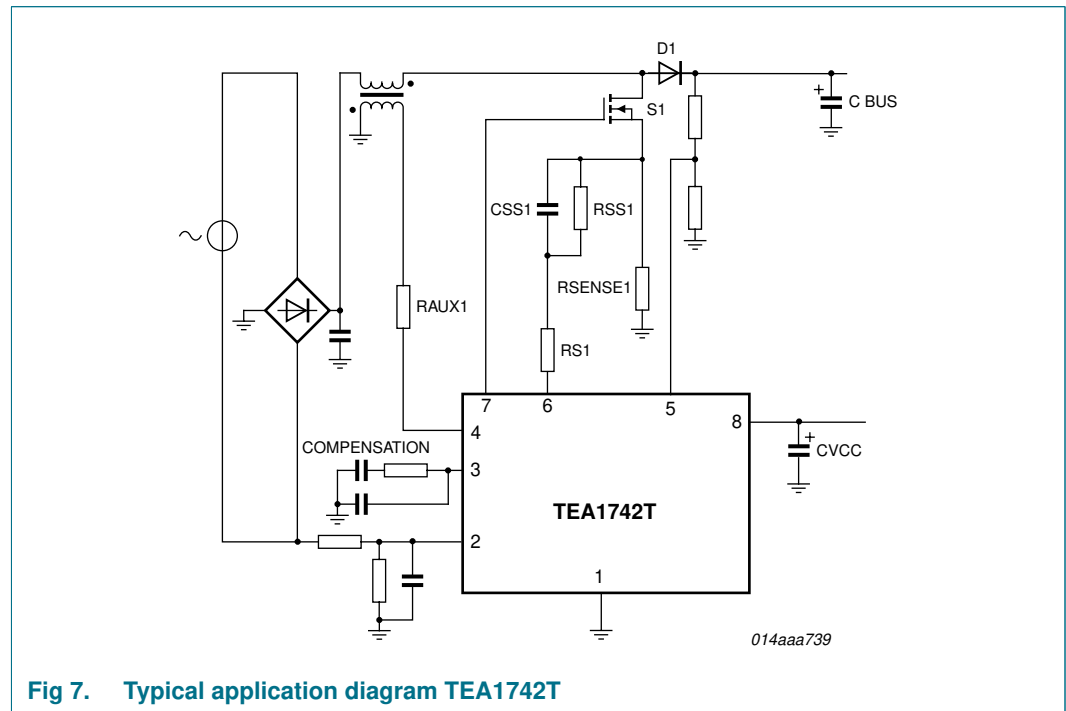 D1
+
C BUS
S1
CSS1
RSS1
RSENSE1
RAUX1
RS1
7
6
5
8
4
+
CVCC
COMPENSATION
3
TEA1742T
2
1
014aaa739
Fig 7. Typical application diagram TEA1742T